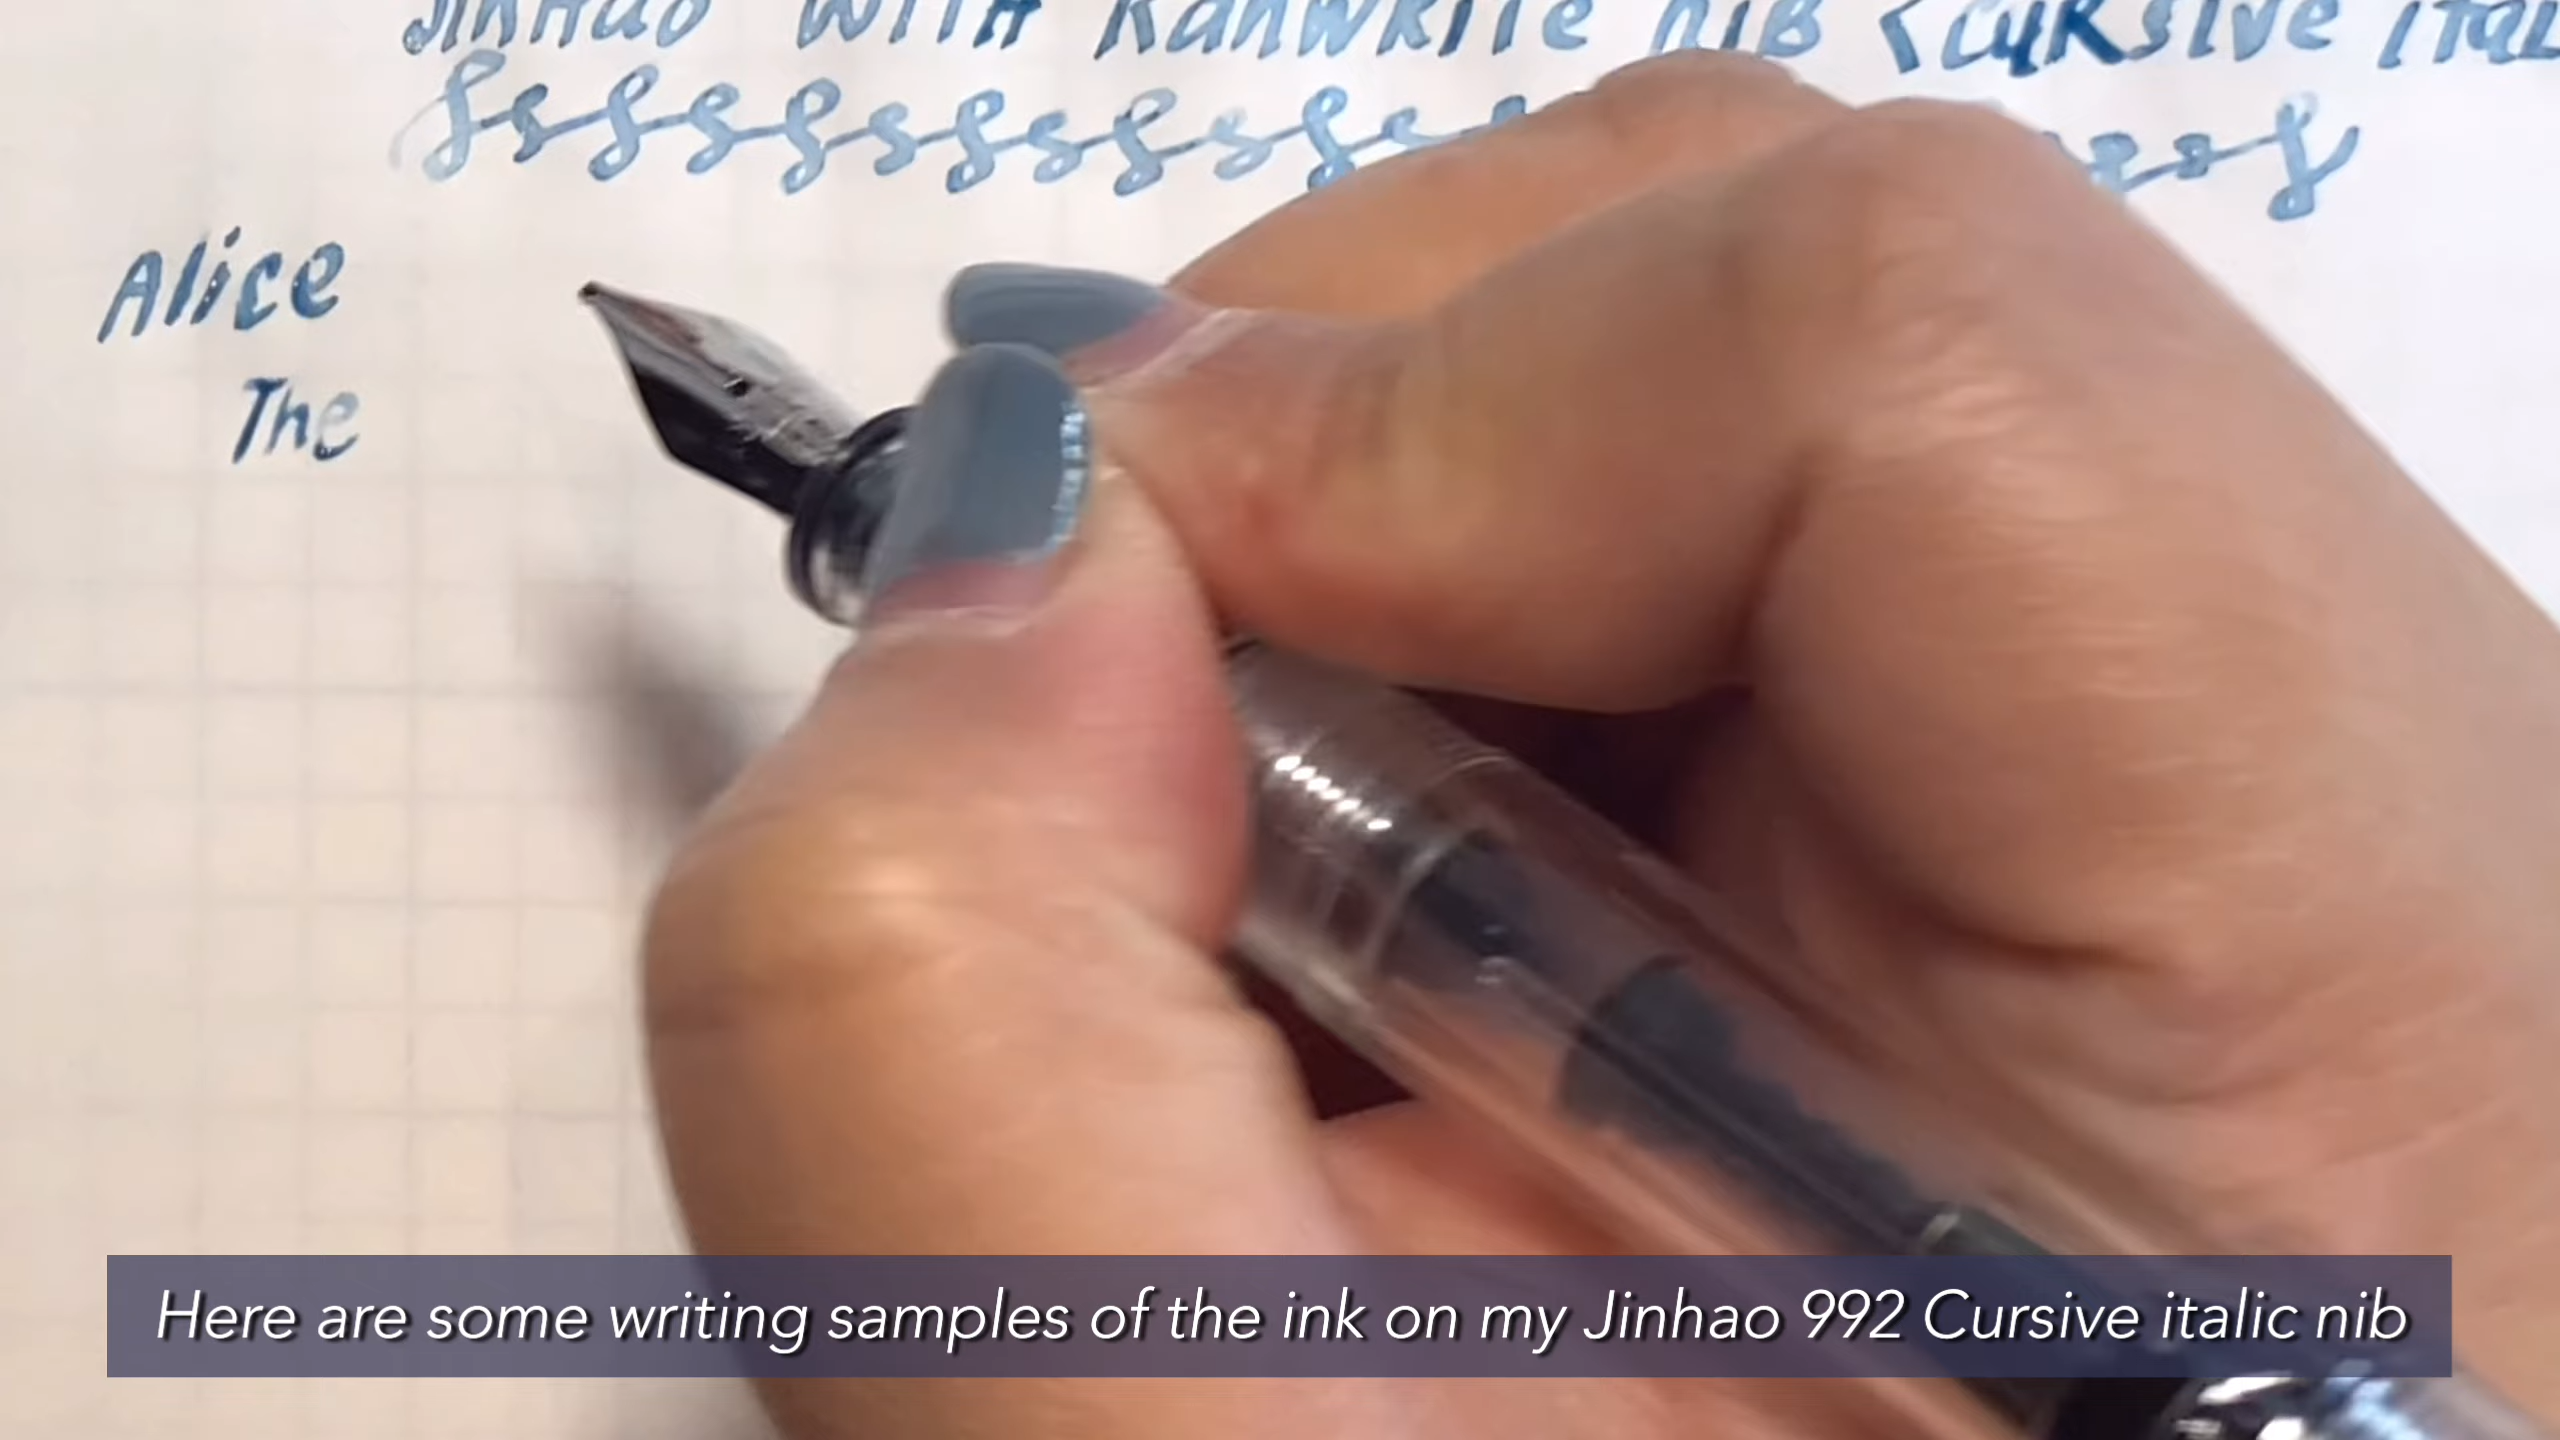 Jinhao with Kanwrite nib <cursive ital
Alice
The
Here are some writing samples of the ink on my Jinhao 992 Cursive italic nib